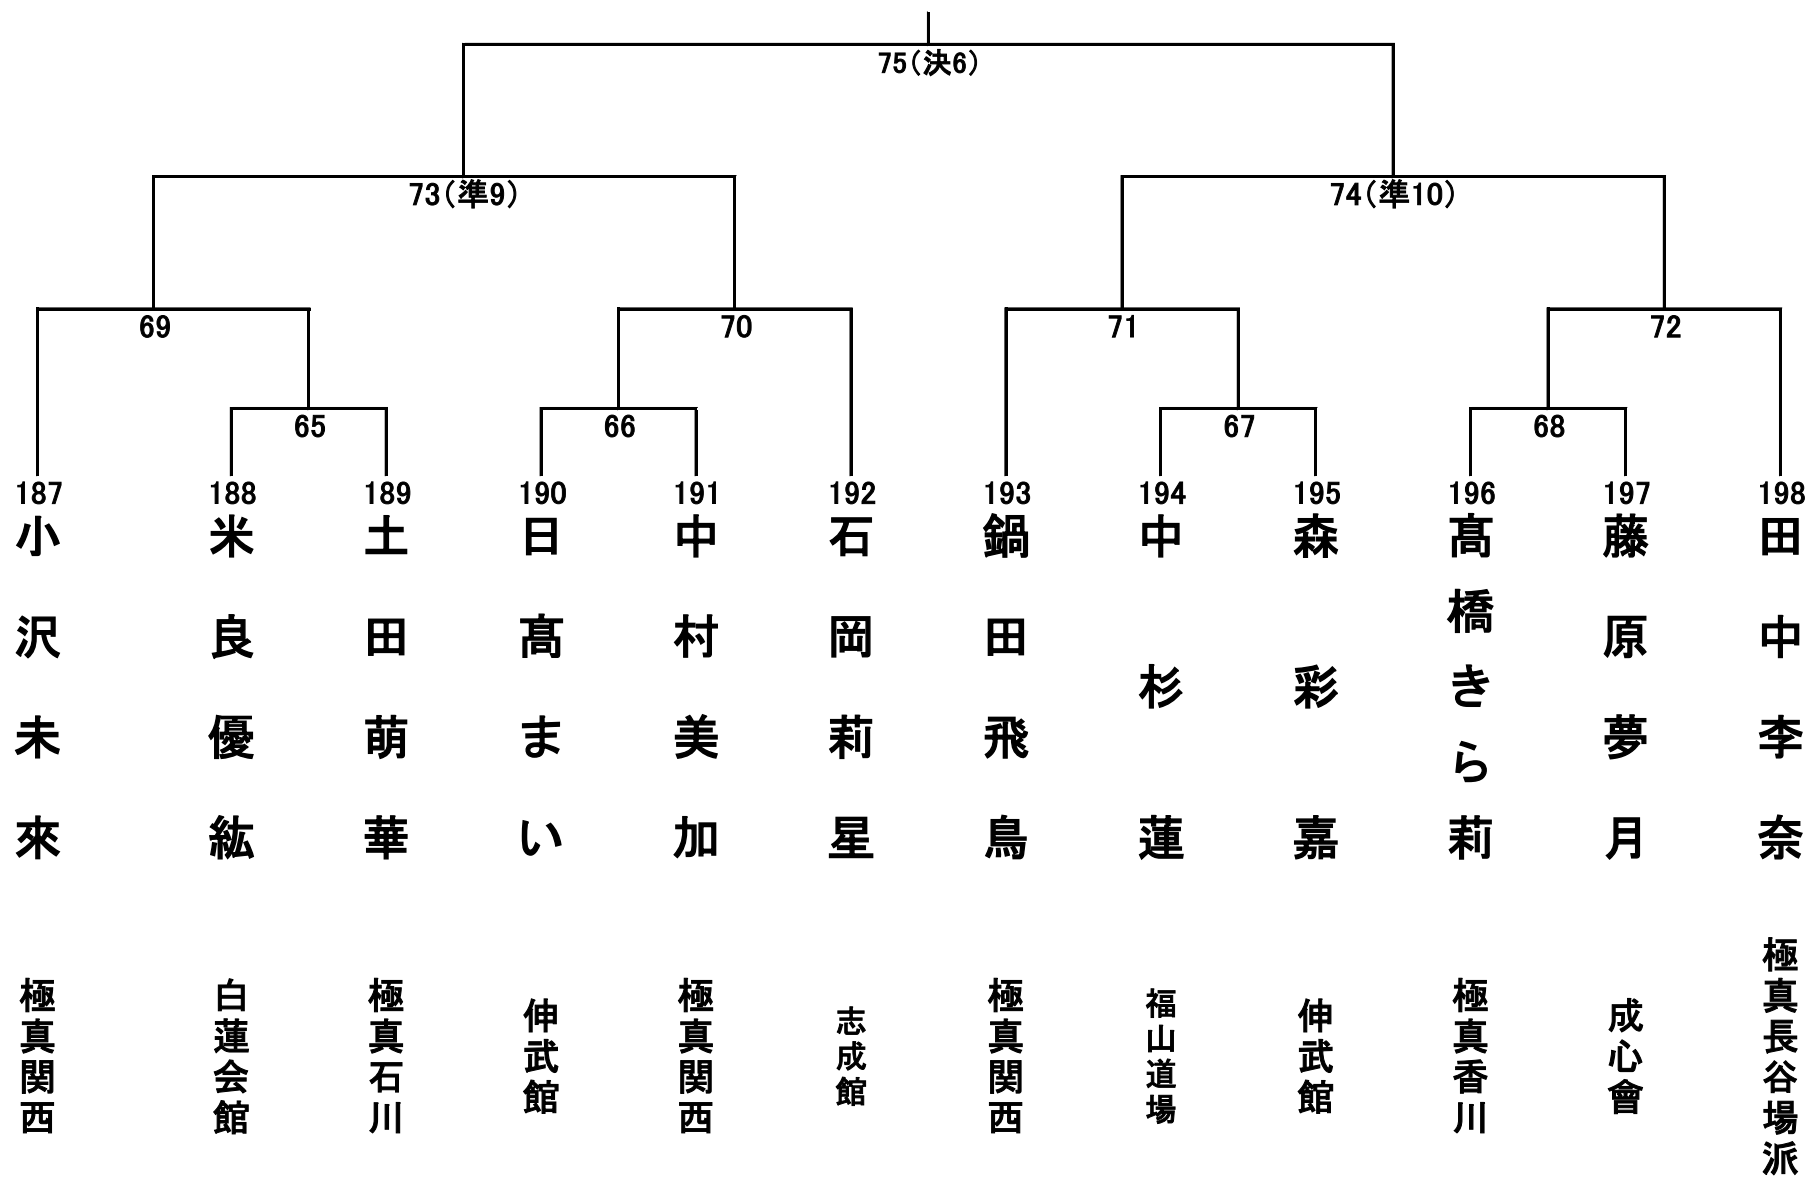 75（決6）
73（準9）
74（準10）
69
70
71
72
65
66
67
68
187
188
189
190
191
192
193
194
195
196
197
198
小沢未來
米良優紘
土田萌華
日髙まい
中村美加
石岡莉星
鍋田飛鳥
中杉蓮
森彩嘉
髙橋きら莉
藤原夢月
田中李奈
極真関西
白蓮会館
極真石川
伸武館
極真関西
志成館
極真関西
福山道場
伸武館
極真香川
成心會
極真長谷場派